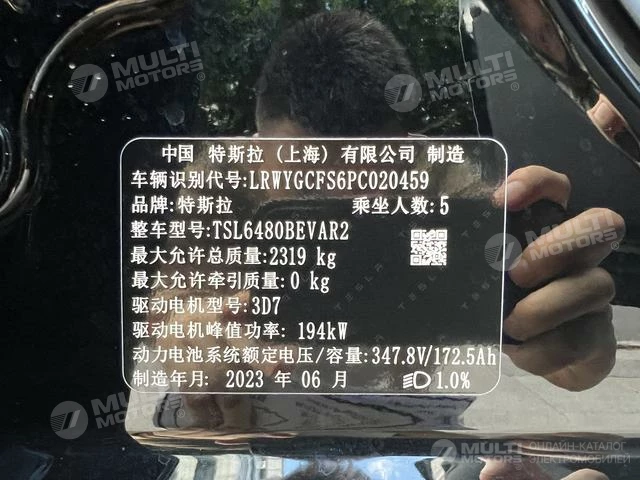 MULTI MOTORS®
MULTI MOTORS®
中国 特斯拉 (上海) 有限公司 制造
车辆识别代号:LRWYGCFS6PC020459
品牌:特斯拉 乘坐人数:5
整车型号:TSL6480BEVAR2
最大允许总质量:2319 kg
最大允许牵引质量:0 kg
驱动电机型号:3D7
驱动电机峰值功率: 194kW
动力电池系统额定电压/容量:347.8V/172.5Ah
制造年月: 2023 年 06 月 1.0%
MULTI MOTORS®
MULTI MOTORS®
ОНЛАЙН-КАТАЛОГ
ЭЛЕКТРОМОБИЛЕЙ